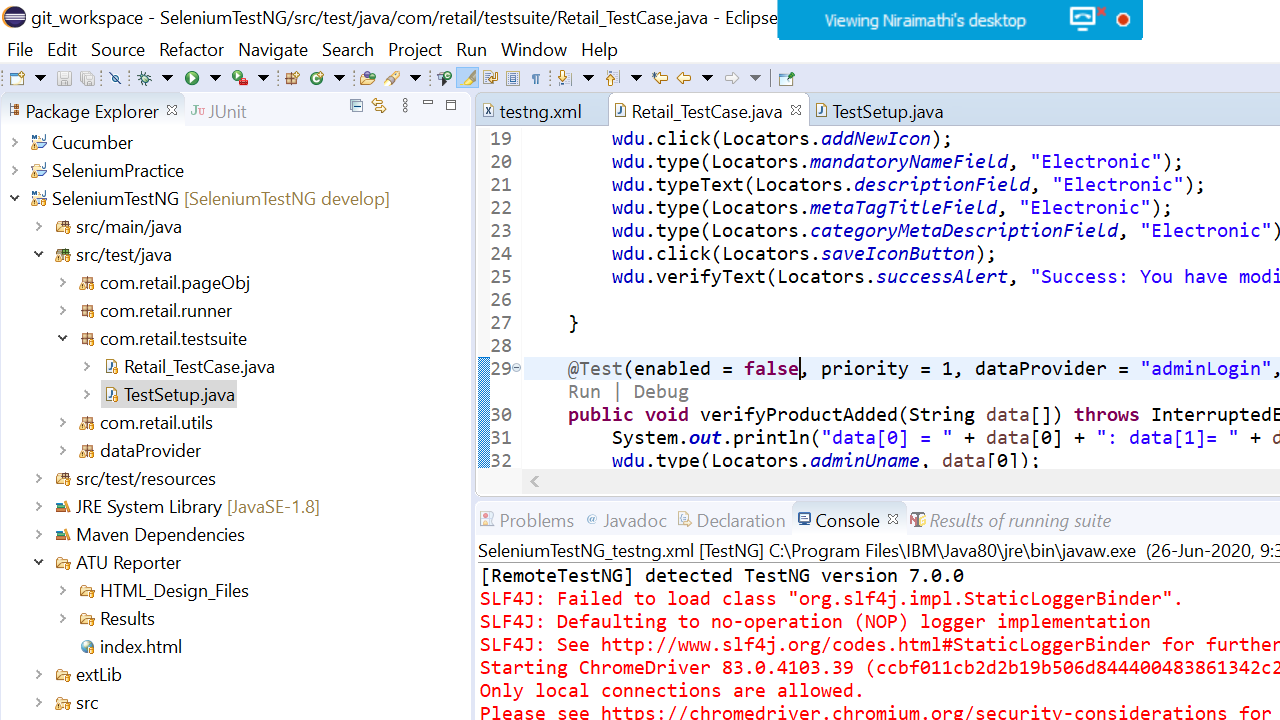 git_workspace - SeleniumTestNG/src/test/java/com/retail/testsuite/Retail_TestCase.java - Eclipse
Viewing Niraimathi's desktop
File Edit Source Refactor Navigate Search Project Run Window Help
Package Explorer
JUnit
Cucumber
SeleniumPractice
SeleniumTestNG [SeleniumTestNG develop]
src/main/java
src/test/java
com.retail.pageObj
com.retail.runner
com.retail.testsuite
Retail_TestCase.java
TestSetup.java
com.retail.utils
dataProvider
src/test/resources
JRE System Library [JavaSE-1.8]
Maven Dependencies
ATU Reporter
HTML_Design_Files
Results
index.html
extLib
src
testng.xml Retail_TestCase.java TestSetup.java
19 wdu.click(Locators.addNewIcon);
20 wdu.type(Locators.mandatoryNameField, "Electronic");
21 wdu.typeText(Locators.descriptionField, "Electronic");
22 wdu.type(Locators.metaTagTitleField, "Electronic");
23 wdu.type(Locators.categoryMetaDescriptionField, "Electronic")
24 wdu.click(Locators.saveIconButton);
25 wdu.verifyText(Locators.successAlert, "Success: You have modi
26
27 }
28
29 @Test(enabled = false, priority = 1, dataProvider = "adminLogin",
Run | Debug
30 public void verifyProductAdded(String data[]) throws InterruptedE
31 System.out.println("data[0] = " + data[0] + ": data[1]= " + d
32 wdu.type(Locators.adminUname, data[0]);
Problems @ Javadoc Declaration Console Results of running suite
SeleniumTestNG_testng.xml [TestNG] C:\Program Files\IBM\Java80\jre\bin\javaw.exe (26-Jun-2020, 9:3
[RemoteTestNG] detected TestNG version 7.0.0
SLF4J: Failed to load class "org.slf4j.impl.StaticLoggerBinder".
SLF4J: Defaulting to no-operation (NOP) logger implementation
SLF4J: See http://www.slf4j.org/codes.html#StaticLoggerBinder for further
Starting ChromeDriver 83.0.4103.39 (ccbf011cb2d2b19b506d844400483861342c2
Only local connections are allowed.
Please see https://chromedriver.chromium.org/security-considerations for